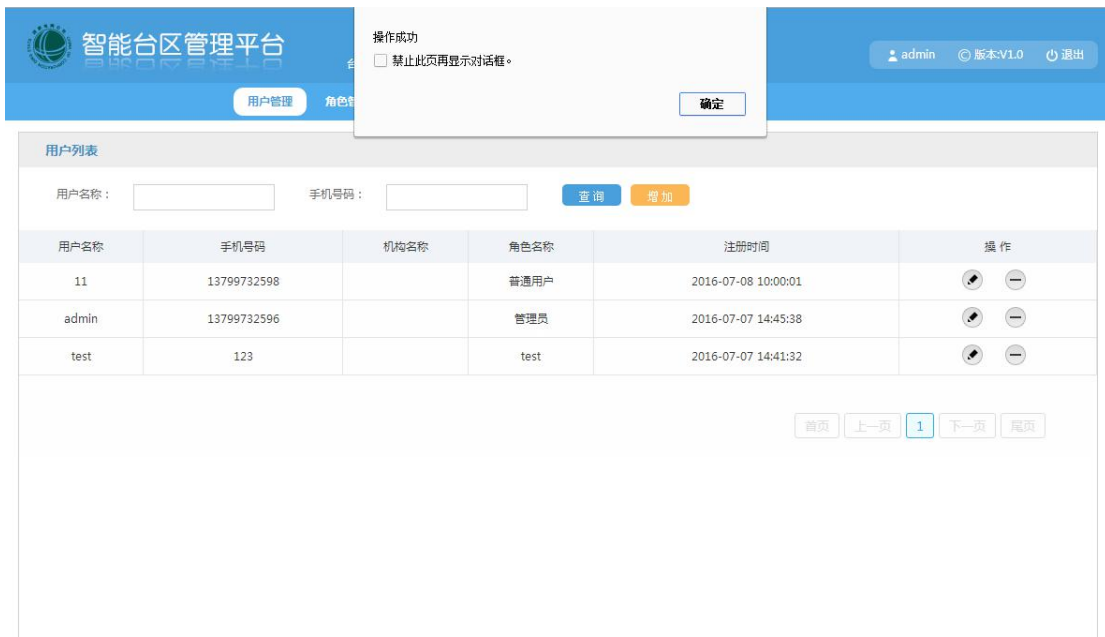 智能台区管理平台
操作成功
禁止此页再显示对话框。
确定
admin ©版本:V1.0 退出
用户管理 角色
用户列表
用户名称： 手机号码： 查询 增加
用户名称 手机号码 机构名称 角色名称 注册时间 操作
11 13799732598 普通用户 2016-07-08 10:00:01
admin 13799732596 管理员 2016-07-07 14:45:38
test 123 test 2016-07-07 14:41:32
首页 上一页 1 下一页 尾页